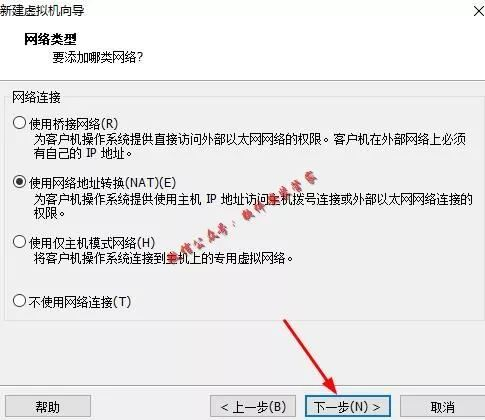 新建虚拟机向导
网络类型
要添加哪类网络?
网络连接
使用桥接网络(R)
为客户机操作系统提供直接访问外部以太网网络的权限。客户机在外部网络上必须
有自己的 IP 地址。
使用网络地址转换(NAT)(E)
为客户机操作系统提供使用主机 IP 地址访问主机拨号连接或外部以太网网络连接的
权限。
使用仅主机模式网络(H)
将客户机操作系统连接到主机上的专用虚拟网络。
不使用网络连接(T)
帮助
< 上一步(B)
下一步(N) >
取消